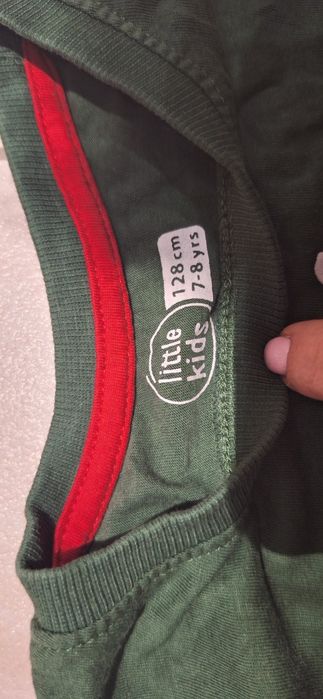 little
kids
128 cm
7-8 yrs